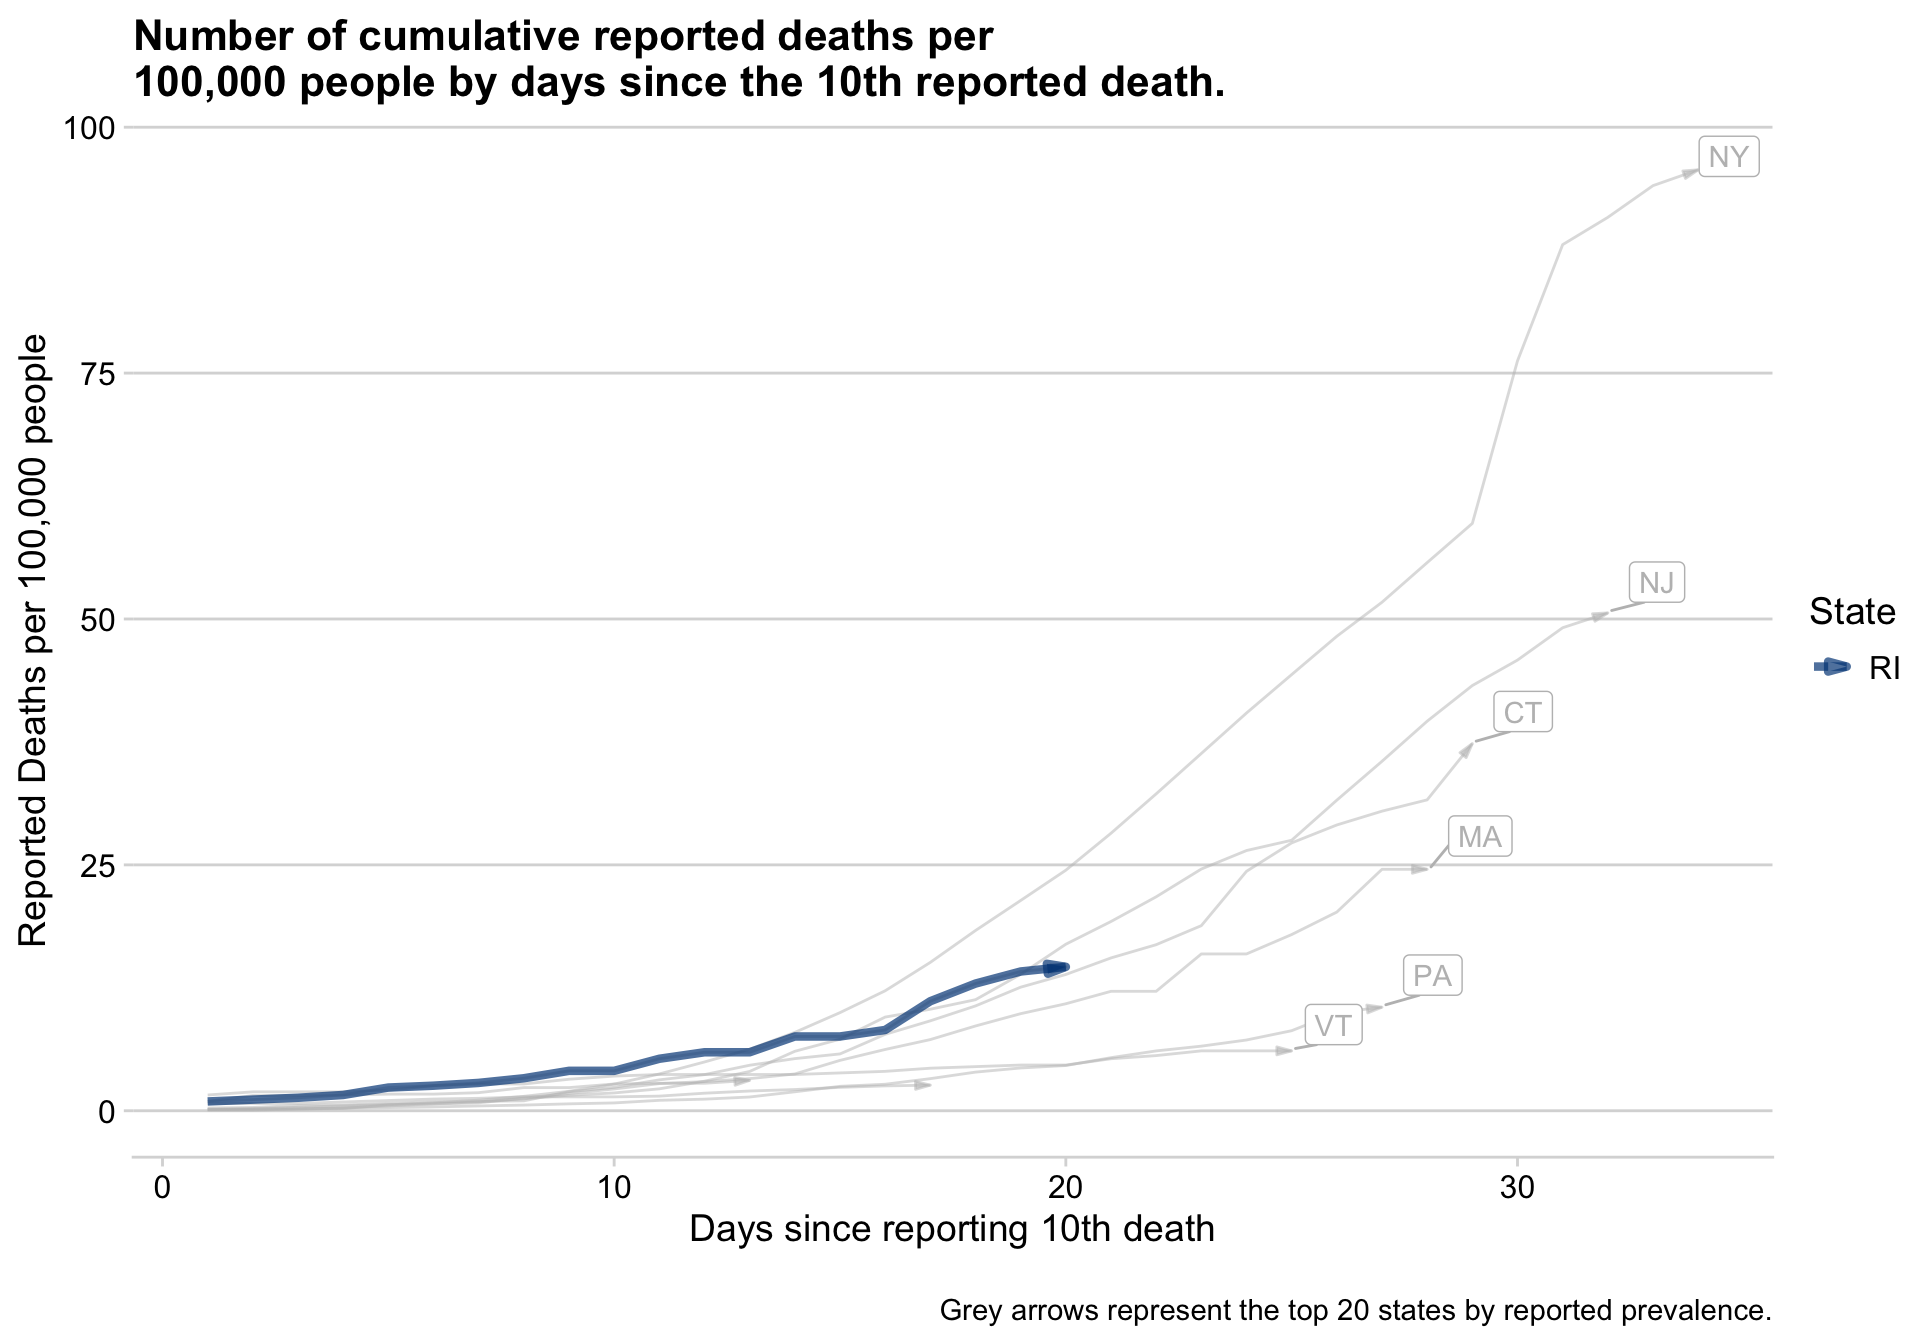 Number of cumulative reported deaths per
100,000 people by days since the 10th reported death.
100
75
50
25
0
Reported Deaths per 100,000 people
NY
NJ
CT
MA
PA
VT
State
RI
0
10
20
30
Days since reporting 10th death
Grey arrows represent the top 20 states by reported prevalence.